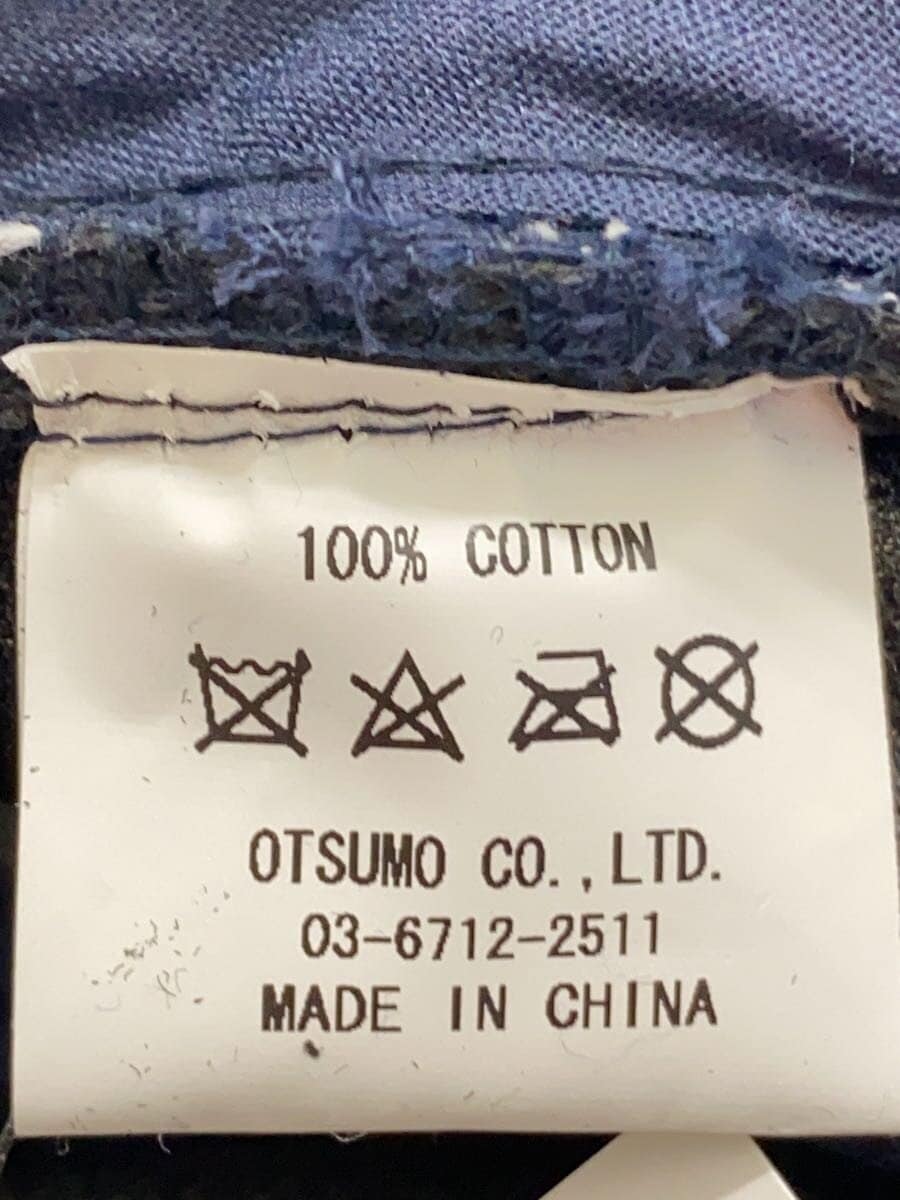 100% COTTON
OTSUMO CO.,LTD.
03-6712-2511
MADE IN CHINA